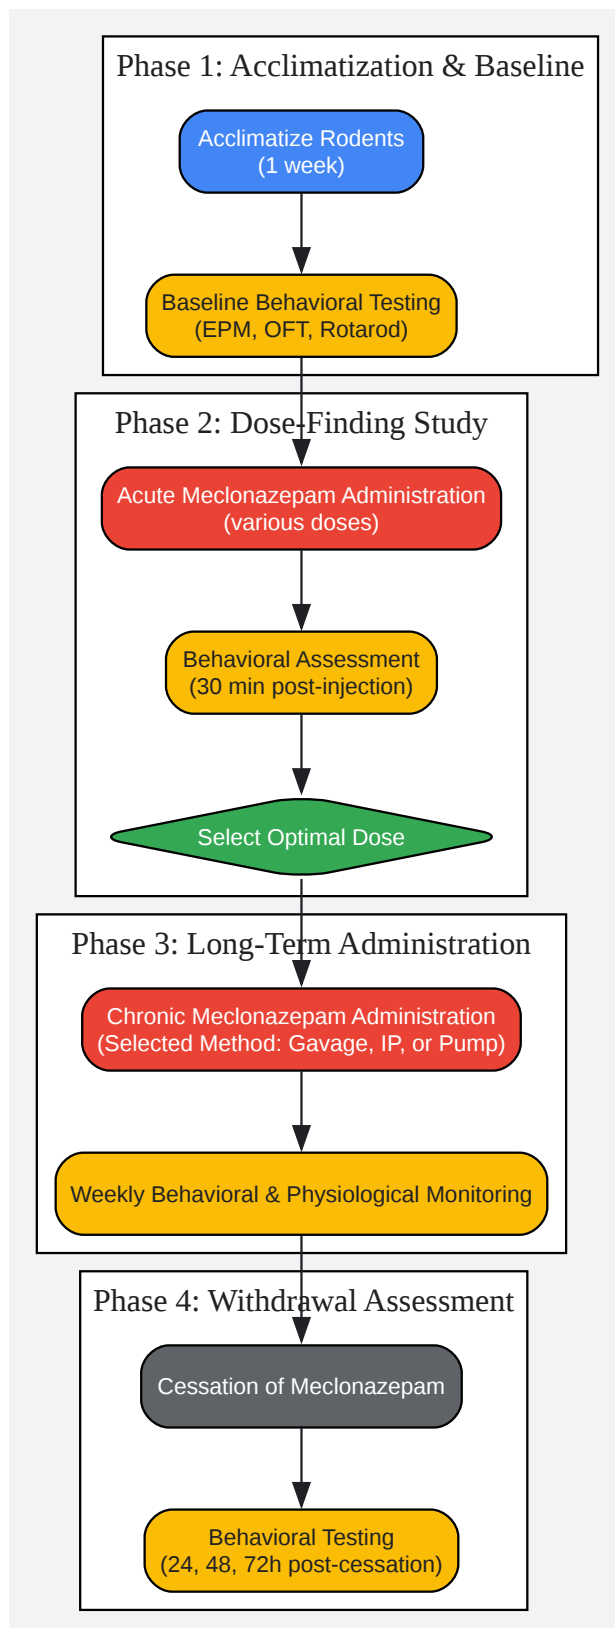 Phase 1: Acclimatization & Baseline
Acclimatize Rodents
(1 week)
Baseline Behavioral Testing
(EPM, OFT, Rotarod)
Phase 2: Dose-Finding Study
Acute Meclonazepam Administration
(various doses)
Behavioral Assessment
(30 min post-injection)
Select Optimal Dose
Phase 3: Long-Term Administration
Chronic Meclonazepam Administration
(Selected Method: Gavage, IP, or Pump)
Weekly Behavioral & Physiological Monitoring
Phase 4: Withdrawal Assessment
Cessation of Meclonazepam
Behavioral Testing
(24, 48, 72h post-cessation)